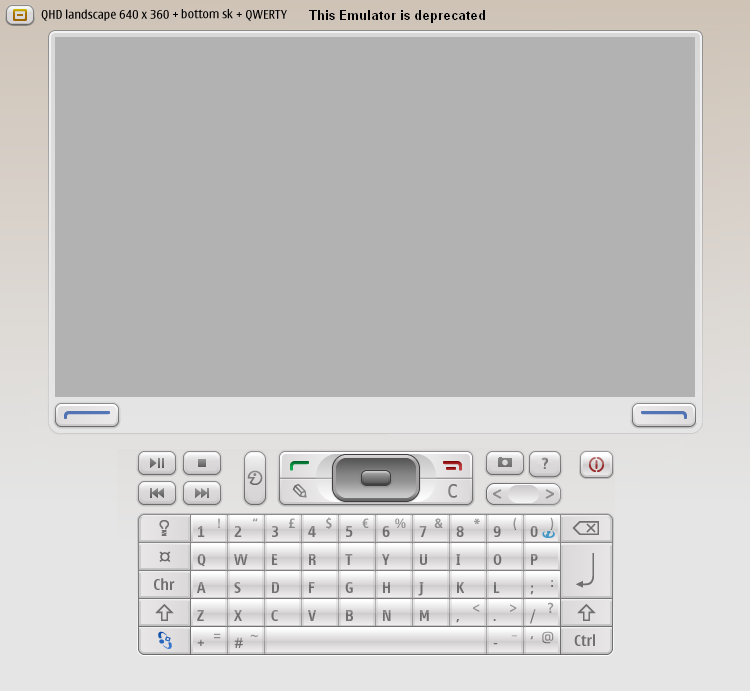 QHD landscape 640 x 360 + bottom sk + QWERTY This Emulator is deprecated
?
C
< >
1 ! 2 “ 3 £ 4 $ 5 € 6 % 7 & 8 * 9 ( 0 )
Q W E R T Y U I O P
Chr A S D F G H J K L ; :
Z X C V B N M , < . > / ?
+ = # ~ - ¨ ' @ Ctrl